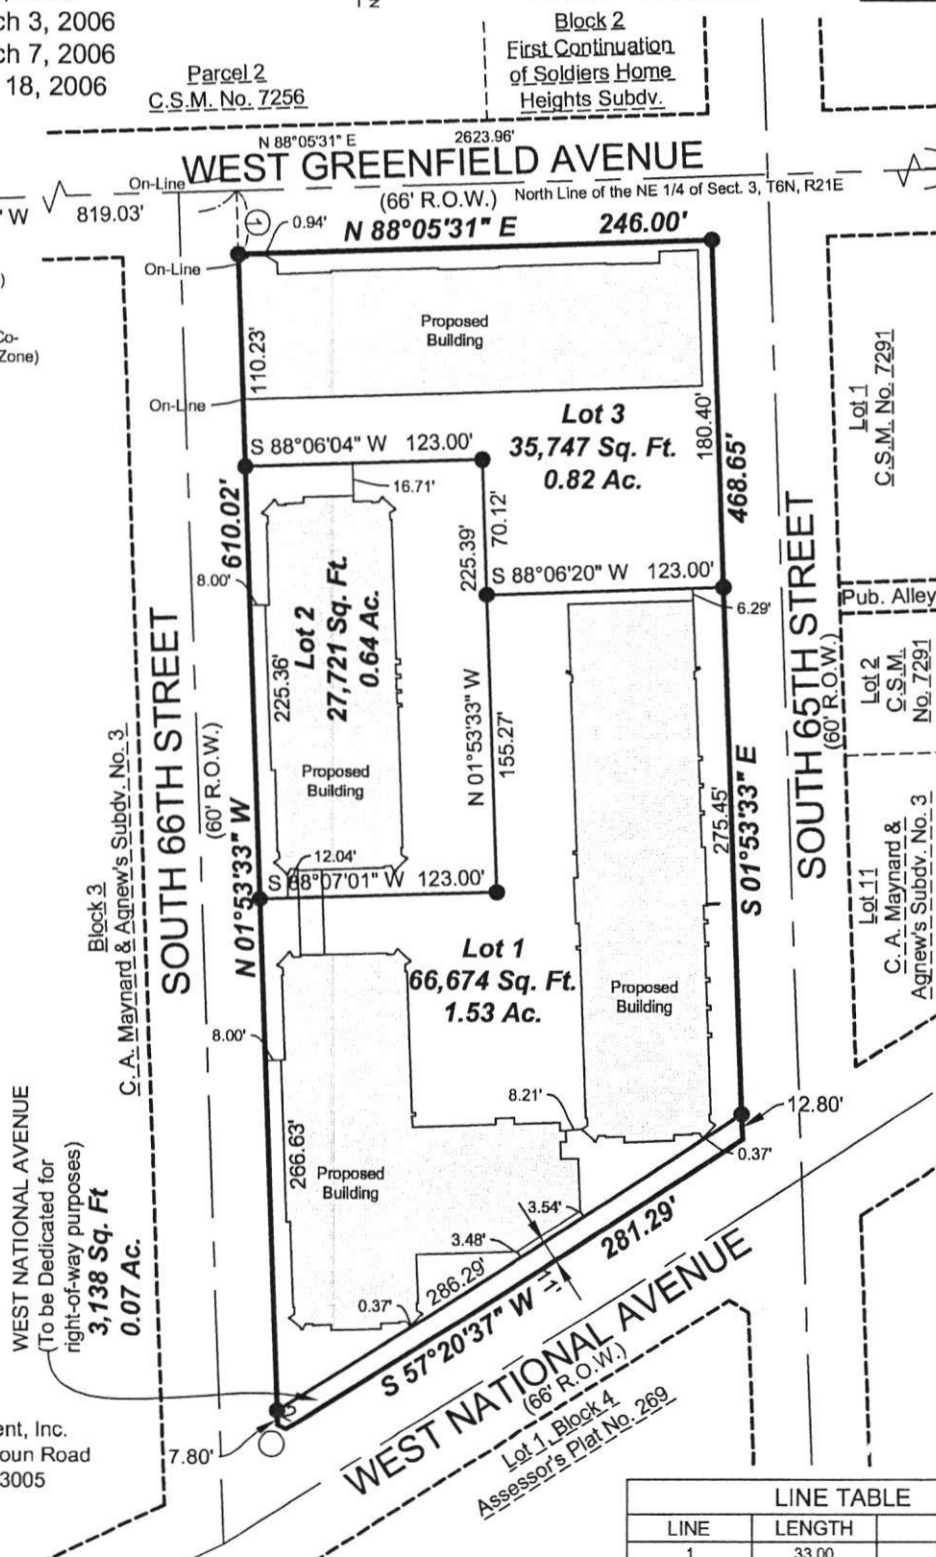 ch 3, 2006
ch 7, 2006
18, 2006
Parcel 2
C.S.M. No. 7256
Block 2
First Continuation
of Soldiers Home
Heights Subdv.
N 88°05'31" E 2623.96'
WEST GREENFIELD AVENUE
On-Line
(66' R.O.W.)
North Line of the NE 1/4 of Sect. 3, T6N, R21E
' W 819.03'
1
0.94'
N 88°05'31" E 246.00'
On-Line
)
Co-
Zone)
Proposed
Building
110.23'
On-Line
Lot 3
35,747 Sq. Ft.
0.82 Ac.
180.40'
468.65'
Lot 1
C.S.M. No. 7291
S 88°06'04" W 123.00'
16.71'
610.02'
70.12'
225.39'
S 88°06'20" W 123.00'
8.00'
6.29'
Pub. Alley
Lot 2
27,721 Sq. Ft.
0.64 Ac.
225.36'
SOUTH 66TH STREET
(60' R.O.W.)
N 01°53'33" W
155.27'
SOUTH 65TH STREET
(60' R.O.W.)
Lot 2
C.S.M.
No. 7291
Proposed
Building
275.45'
S 01°53'33" E
N 01°53'33" W
12.04'
S 88°07'01" W 123.00'
Block 3
C. A. Maynard & Agnew's Subdv. No. 3
Lot 11
C. A. Maynard &
Agnew's Subdv. No. 3
Lot 1
66,674 Sq. Ft.
1.53 Ac.
Proposed
Building
8.00'
8.21'
12.80'
0.37'
266.63'
Proposed
Building
WEST NATIONAL AVENUE
(To be Dedicated for
right-of-way purposes)
3,138 Sq. Ft
0.07 Ac.
3.54'
3.48'
281.29'
286.29'
11'
0.37'
S 57°20'37" W
WEST NATIONAL AVENUE
(66' R.O.W.)
Lot 1, Block 4
Assessor's Plat No. 269
2
7.80'
ent, Inc.
oun Road
3005
LINE TABLE
LINE LENGTH
1 33.00